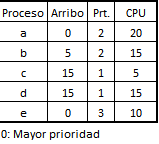 Proceso Arribo Prt. CPU
a 0 2 20
b 5 2 15
c 15 1 5
d 15 1 15
e 0 3 10
0: Mayor prioridad